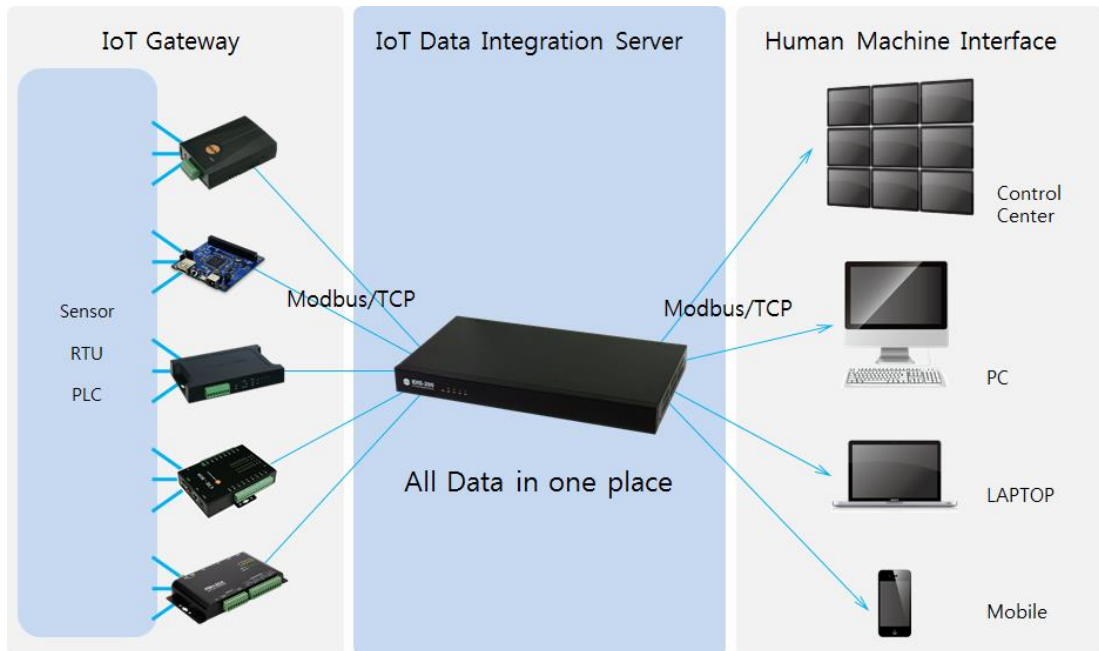 IoT Gateway
IoT Data Integration Server
Human Machine Interface
Sensor
RTU
PLC
Modbus/TCP
All Data in one place
Modbus/TCP
Control
Center
PC
LAPTOP
Mobile